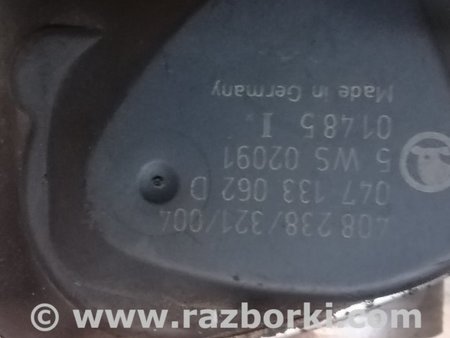 408 238/321/004
047 133 062 D
5 WS 02091
01485 I.
Made in Germany
© www.razborki.com